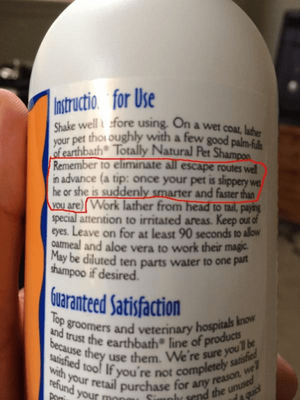 Instructio for Use
Shake well before using. On a wet coat, lather
your pet thoroughly with a few good palm-fulls
of earthbath® Totally Natural Pet Shampoo.
Remember to eliminate all escape routes well
in advance (a tip: once your pet is slippery wet
he or she is suddenly smarter and faster than
you are). Work lather from head to tail, paying
special attention to irritated areas. Keep out of
eyes. Leave on for at least 90 seconds to allow
oatmeal and aloe vera to work their magic.
May be diluted ten parts water to one part
shampoo if desired.
Guaranteed Satisfaction
Top groomers and veterinary hospitals know
and trust the earthbath® line of products
because they use them. We're sure you'll be
satisfied too! If you're not completely satisfied
with your retail purchase for any reason, we'll
refund your money. Simply send the unused
a quick